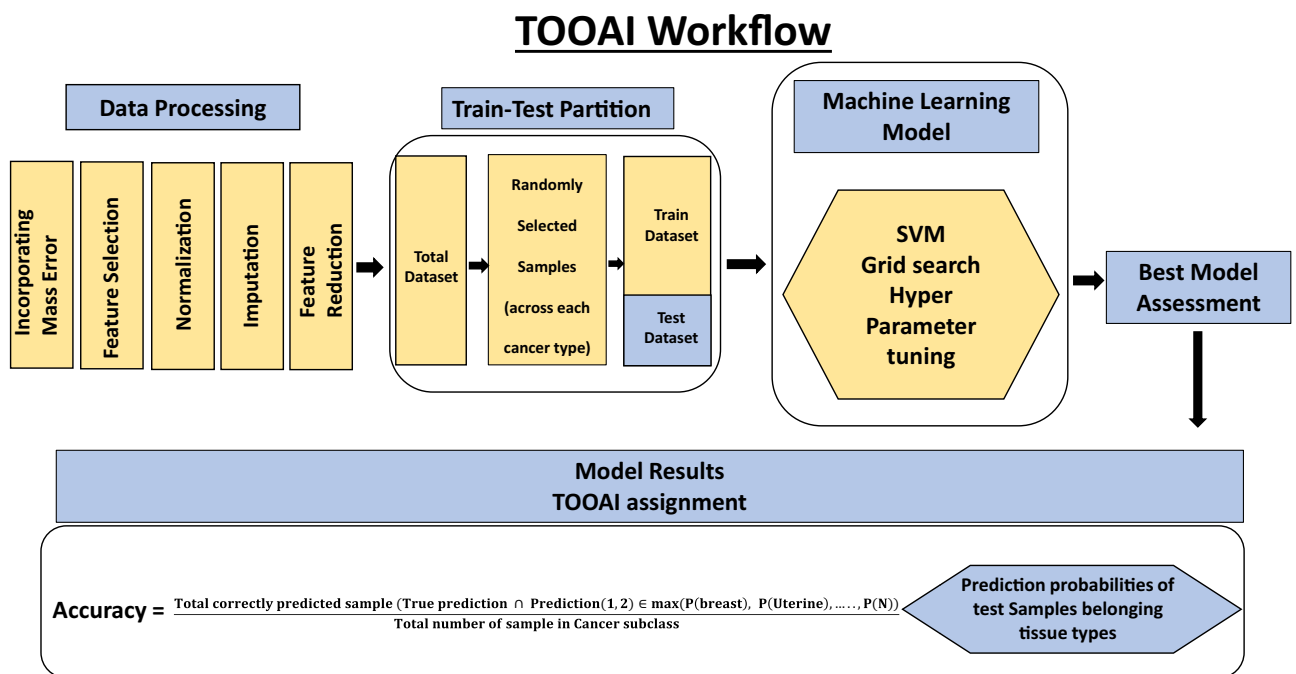 TOOAI Workflow
Data Processing
Incorporating
Mass Error
Feature Selection
Normalization
Imputation
Feature
Reduction
Train-Test Partition
Total
Dataset
Randomly
Selected
Samples
(across each
cancer type)
Train
Dataset
Test
Dataset
Machine Learning
Model
SVM
Grid search
Hyper
Parameter
tuning
Best Model
Assessment
Model Results
TOOAI assignment
Accuracy = Total correctly predicted sample (True prediction ∩ Prediction(1, 2) ∈ max(P(breast), P(Uterine), ....., P(N))
Total number of sample in Cancer subclass
Prediction probabilities of
test Samples belonging
tissue types